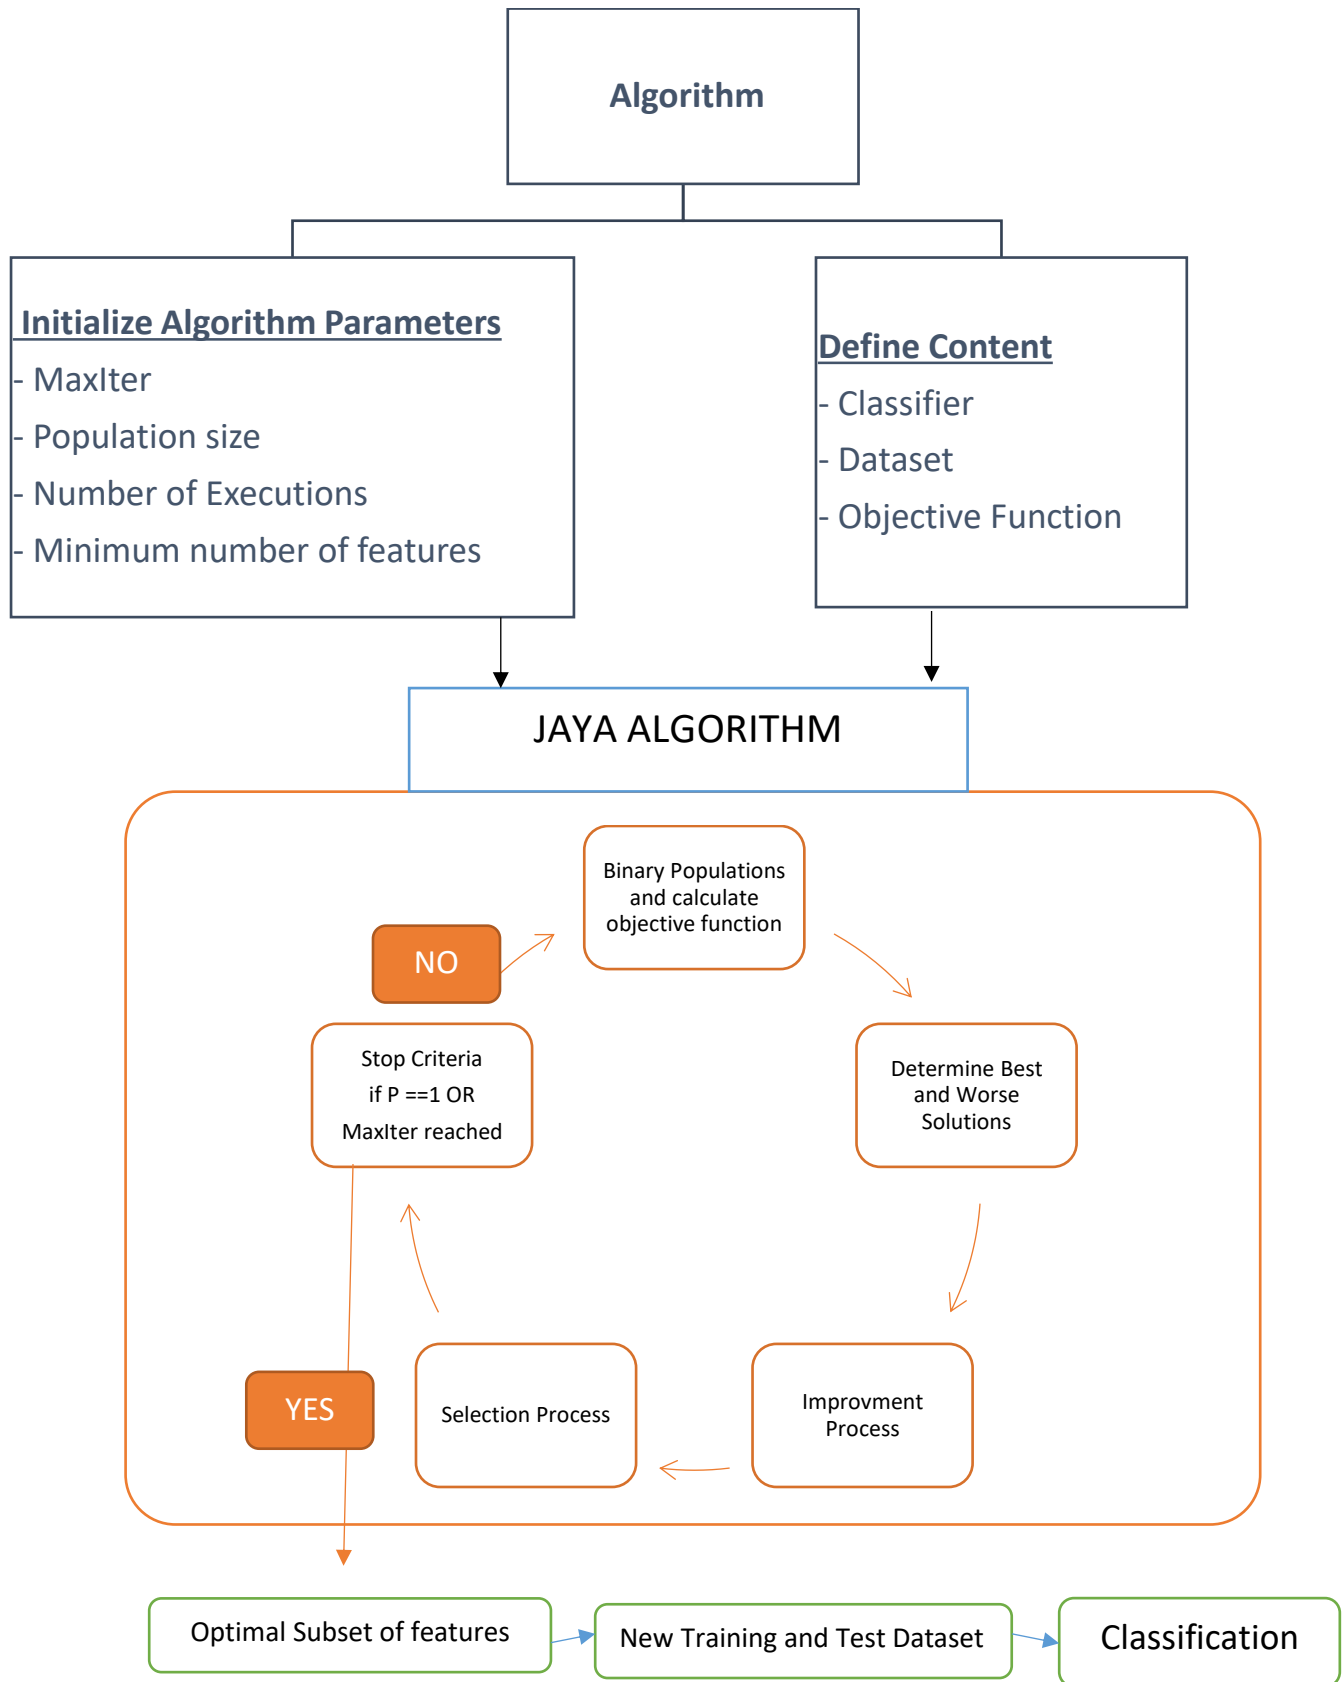 Algorithm
Initialize Algorithm Parameters
- MaxIter
- Population size
- Number of Executions
- Minimum number of features
Define Content
- Classifier
- Dataset
- Objective Function
JAYA ALGORITHM
Binary Populations
and calculate
objective function
NO
Stop Criteria
if P ==1 OR
MaxIter reached
Determine Best
and Worse
Solutions
YES
Selection Process
Improvment
Process
Optimal Subset of features
New Training and Test Dataset
Classification